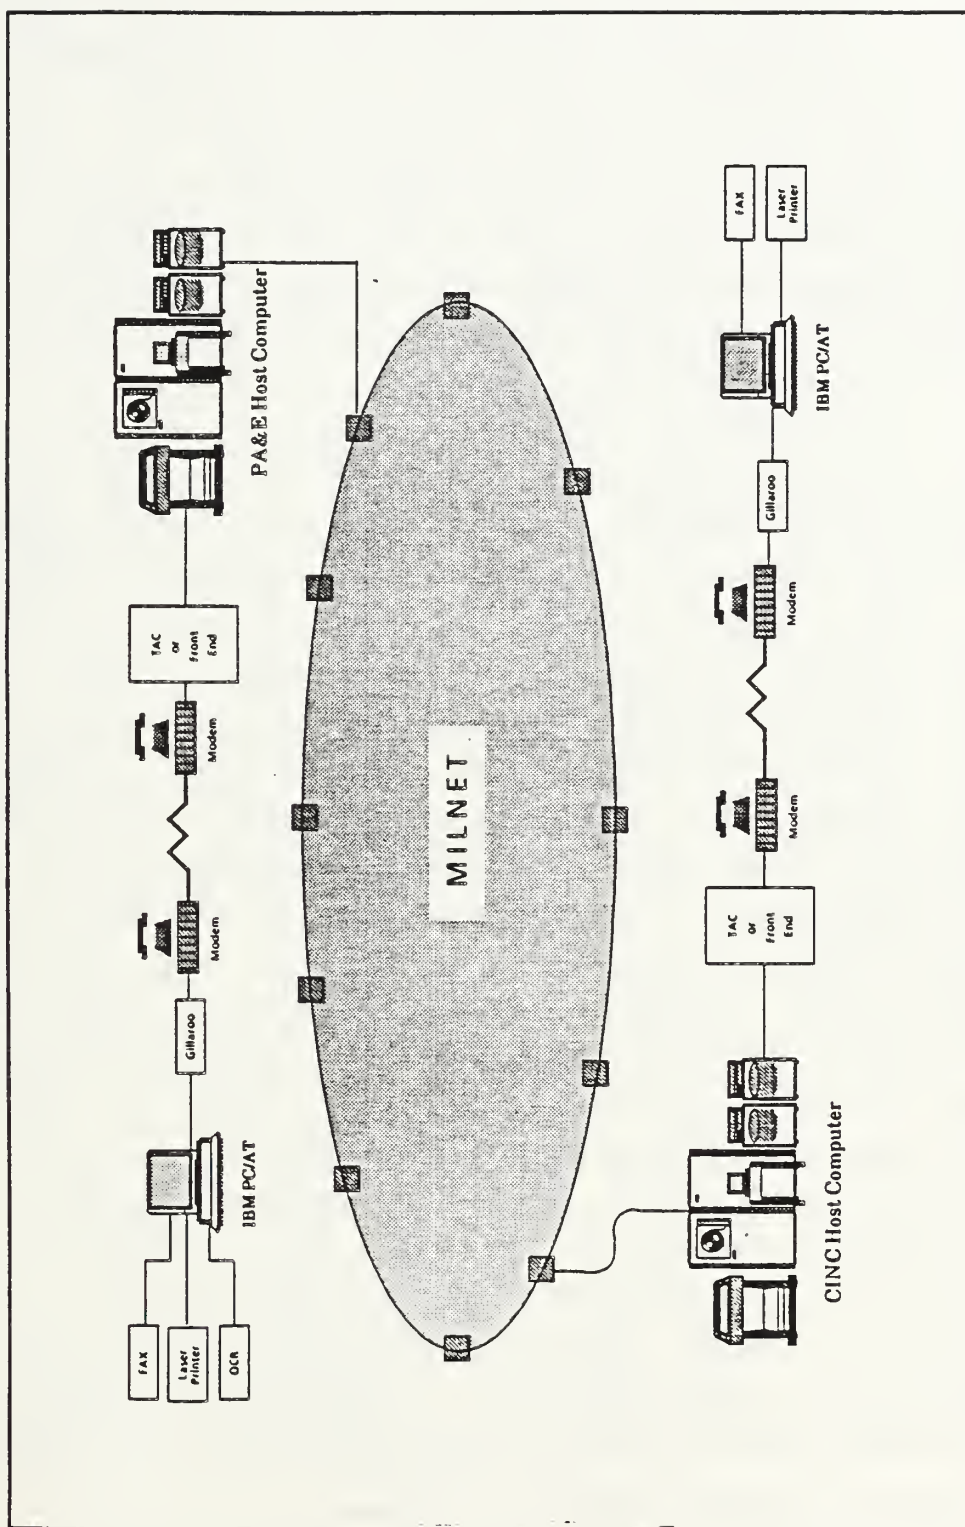 FAX
Laser
Printer
OCR
IBM PC/AT
Gillaroo
Modem
Modem
TAC
or
Front
End
PA&E Host Computer
MILNET
CINC Host Computer
TAC
or
Front
End
Modem
Modem
Gillaroo
IBM PC/AT
FAX
Laser
Printer